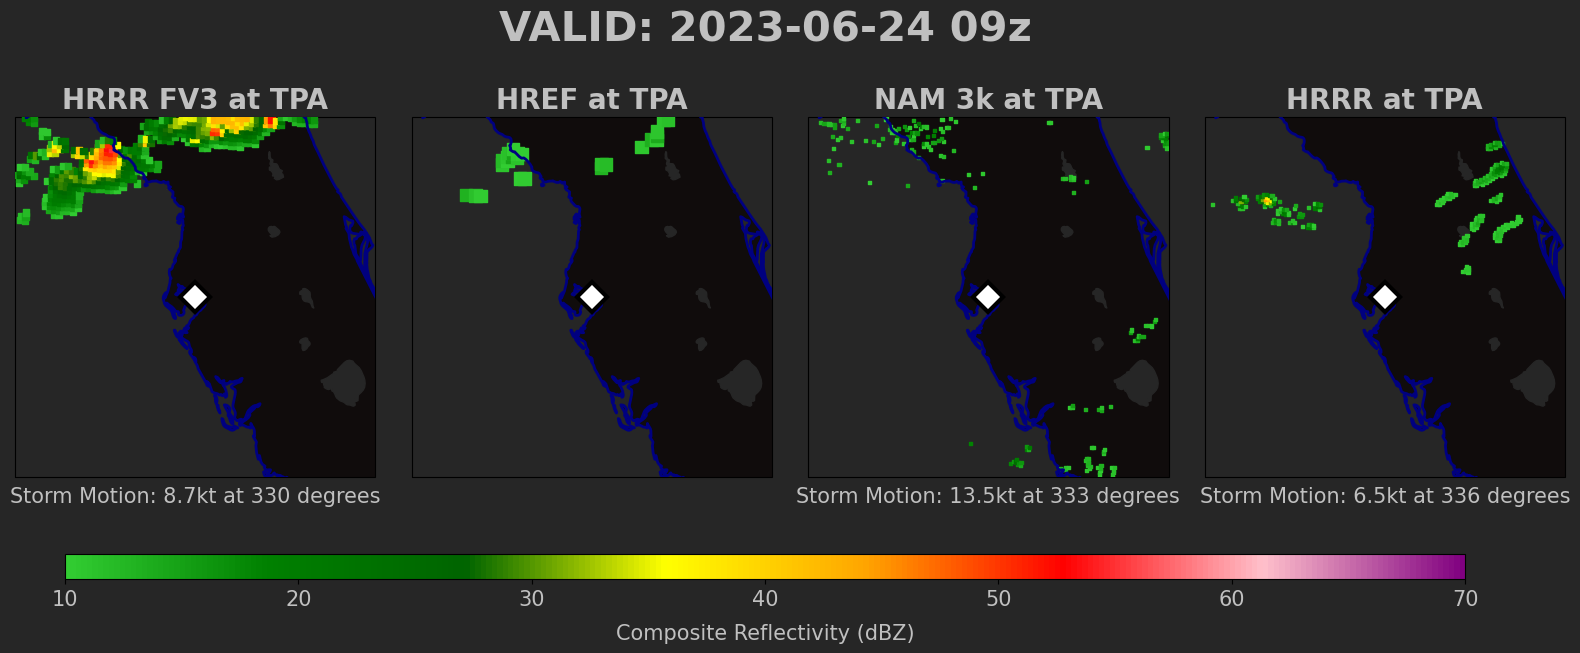 VALID: 2023-06-24 09z
HRRR FV3 at TPA
HREF at TPA
NAM 3k at TPA
HRRR at TPA
Storm Motion: 8.7kt at 330 degrees
Storm Motion: 13.5kt at 333 degrees
Storm Motion: 6.5kt at 336 degrees
10 20 30 40 50 60 70
Composite Reflectivity (dBZ)